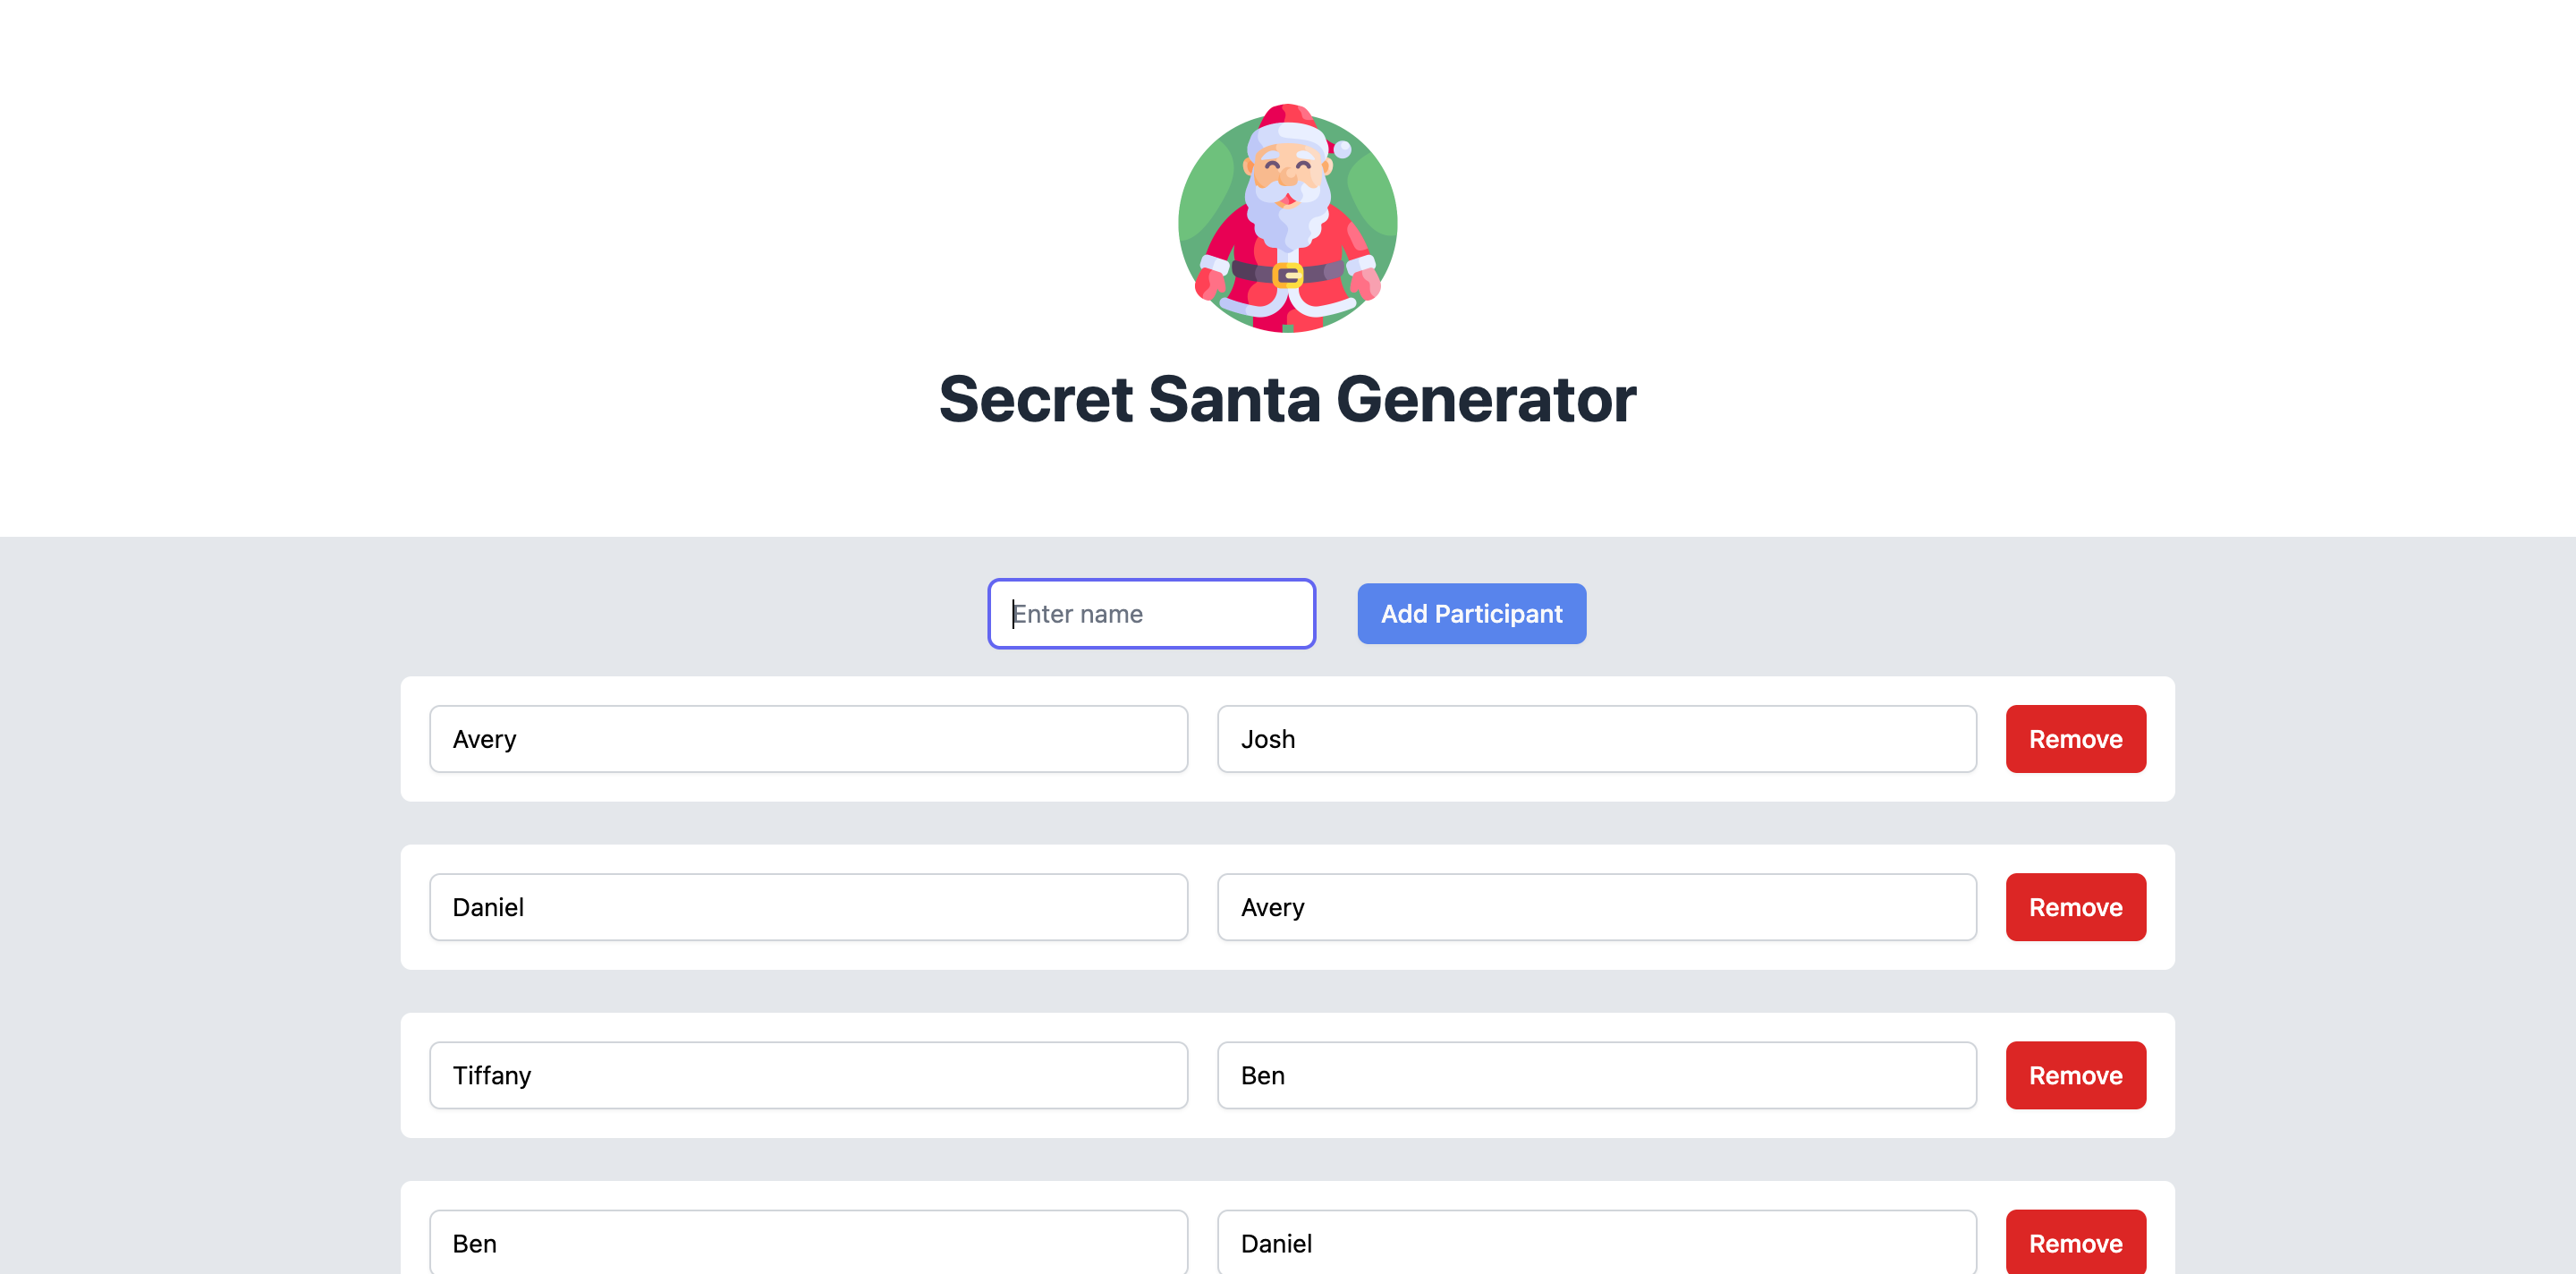 Secret Santa Generator
Enter name Add Participant
Avery Josh Remove
Daniel Avery Remove
Tiffany Ben Remove
Ben Daniel Remove